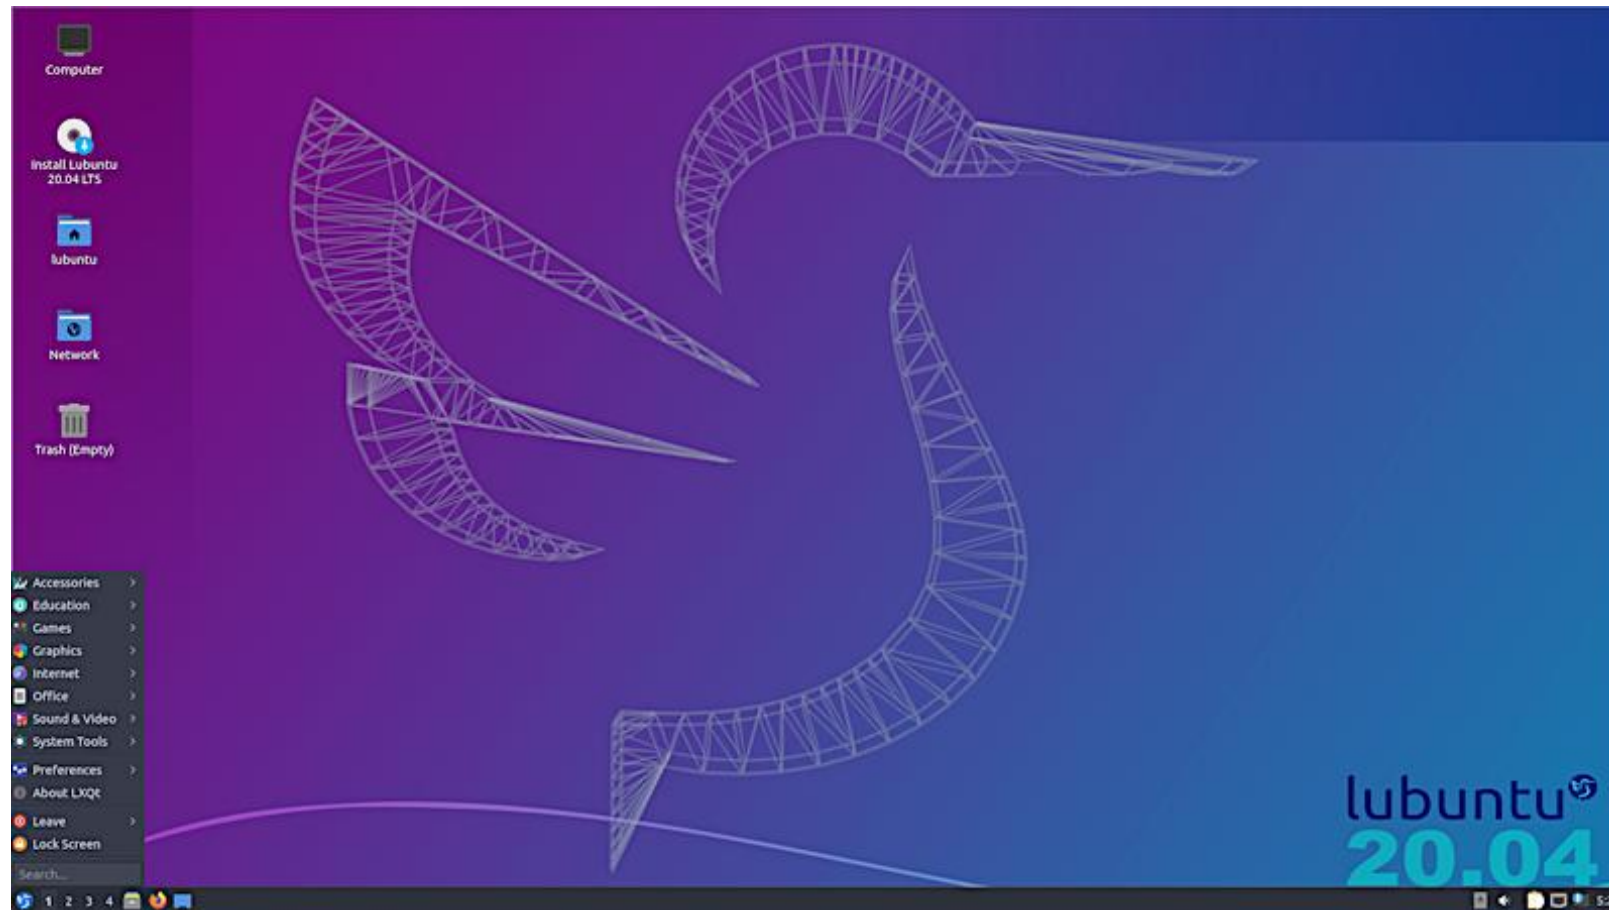 Computer
Install Lubuntu
20.04 LTS
lubuntu
Network
Trash (Empty)
Accessories
Education
Games
Graphics
Internet
Office
Sound & Video
System Tools
Preferences
About LXQt
Leave
Lock Screen
Search...
1 2 3 4
lubuntu
20.04